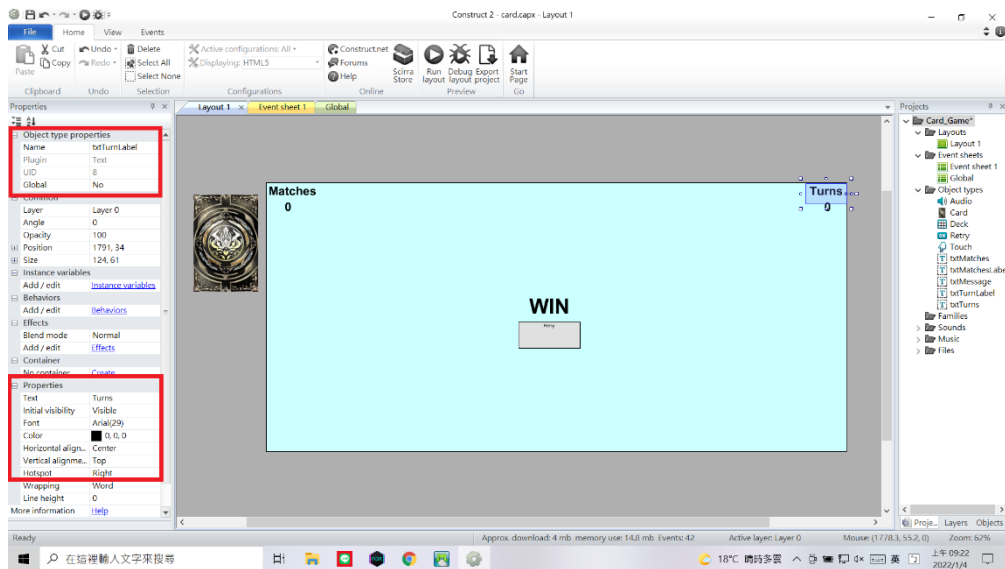 Construct 2 - card.capx - Layout 1
File Home View Events
Paste
Cut
Copy
Clipboard
Undo
Redo
Undo
Delete
Select All
Select None
Selection
Active configurations: All
Displaying: HTML5
Configurations
Construct.net
Forums
Help
Scirra Store
Online
Run layout
Debug layout
Export project
Preview
Start Page
Go
Properties
Object type properties
Name txtTurnLabel
Plugin Text
UID 8
Global No
Common
Layer Layer 0
Angle 0
Opacity 100
Position 1791, 34
Size 124, 61
Instance variables
Add / edit Instance variables
Behaviors
Add / edit Behaviors
Effects
Blend mode Normal
Add / edit Effects
Container
No container Create
Properties
Text Turns
Initial visibility Visible
Font Arial(29)
Color 0, 0, 0
Horizontal align... Center
Vertical alignme... Top
Hotspot Right
Wrapping Word
Line height 0
More information Help
Layout 1 Event sheet 1 Global
Matches
0
Turns
0
WIN
Retry
Projects
Card_Game*
Layouts
Layout 1
Event sheets
Event sheet 1
Global
Object types
Audio
Card
Deck
Retry
Touch
txtMatches
txtMatchesLabe
txtMessage
txtTurnLabel
txtTurns
Families
Sounds
Music
Files
Proje... Layers Objects
Ready Approx. download: 4 mb memory use: 14.8 mb Events: 42 Active layer: Layer 0 Mouse: (1778.3, 55.2, 0) Zoom: 62%
在這裡輸入文字來搜尋
18°C 晴時多雲
英
上午 09:22
2022/1/4